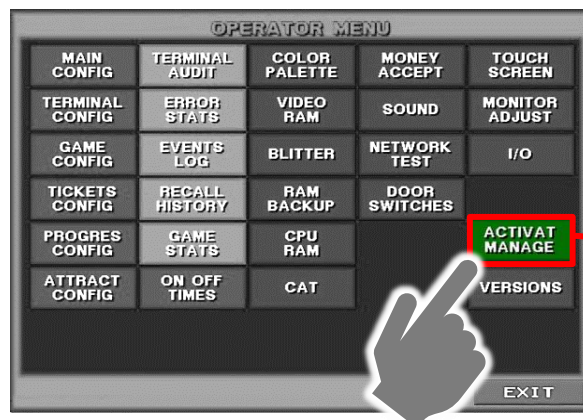 OPERATOR MENU
MAIN CONFIG
TERMINAL AUDIT
COLOR PALETTE
MONEY ACCEPT
TOUCH SCREEN
TERMINAL CONFIG
ERROR STATS
VIDEO RAM
SOUND
MONITOR ADJUST
GAME CONFIG
EVENTS LOG
BLITTER
NETWORK TEST
I/O
TICKETS CONFIG
RECALL HISTORY
RAM BACKUP
DOOR SWITCHES
PROGRES CONFIG
GAME STATS
CPU RAM
ACTIVAT MANAGE
ATTRACT CONFIG
ON OFF TIMES
CAT
VERSIONS
EXIT